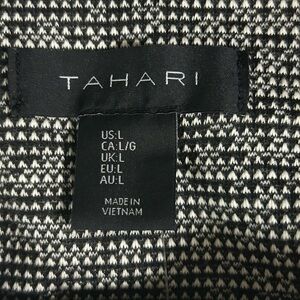 TAHARI
US:L
CA:L/G
UK:L
EU:L
AU:L
MADE IN
VIETNAM